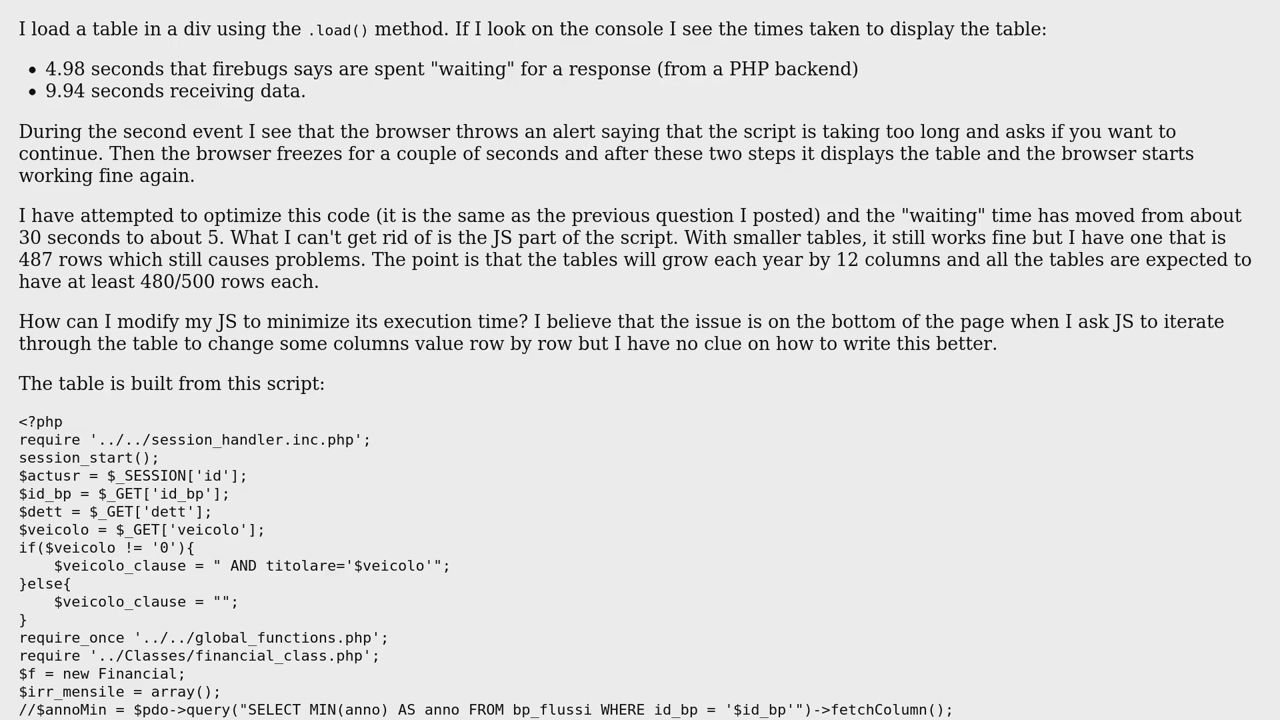 I load a table in a div using the .load() method. If I look on the console I see the times taken to display the table:
• 4.98 seconds that firebugs says are spent "waiting" for a response (from a PHP backend)
• 9.94 seconds receiving data.
During the second event I see that the browser throws an alert saying that the script is taking too long and asks if you want to
continue. Then the browser freezes for a couple of seconds and after these two steps it displays the table and the browser starts
working fine again.
I have attempted to optimize this code (it is the same as the previous question I posted) and the "waiting" time has moved from about
30 seconds to about 5. What I can't get rid of is the JS part of the script. With smaller tables, it still works fine but I have one that is
487 rows which still causes problems. The point is that the tables will grow each year by 12 columns and all the tables are expected to
have at least 480/500 rows each.
How can I modify my JS to minimize its execution time? I believe that the issue is on the bottom of the page when I ask JS to iterate
through the table to change some columns value row by row but I have no clue on how to write this better.
The table is built from this script:
<?php
require '../../session_handler.inc.php';
session_start();
$actusr = $_SESSION['id'];
$id_bp = $_GET['id_bp'];
$dett = $_GET['dett'];
$veicolo = $_GET['veicolo'];
if($veicolo != '0'){
    $veicolo_clause = " AND titolare='$veicolo'";
}else{
    $veicolo_clause = "";
}
require_once '../../global_functions.php';
require '../Classes/financial_class.php';
$f = new Financial;
$irr_mensile = array();
//$annoMin = $pdo->query("SELECT MIN(anno) AS anno FROM bp_flussi WHERE id_bp = '$id_bp'")->fetchColumn();